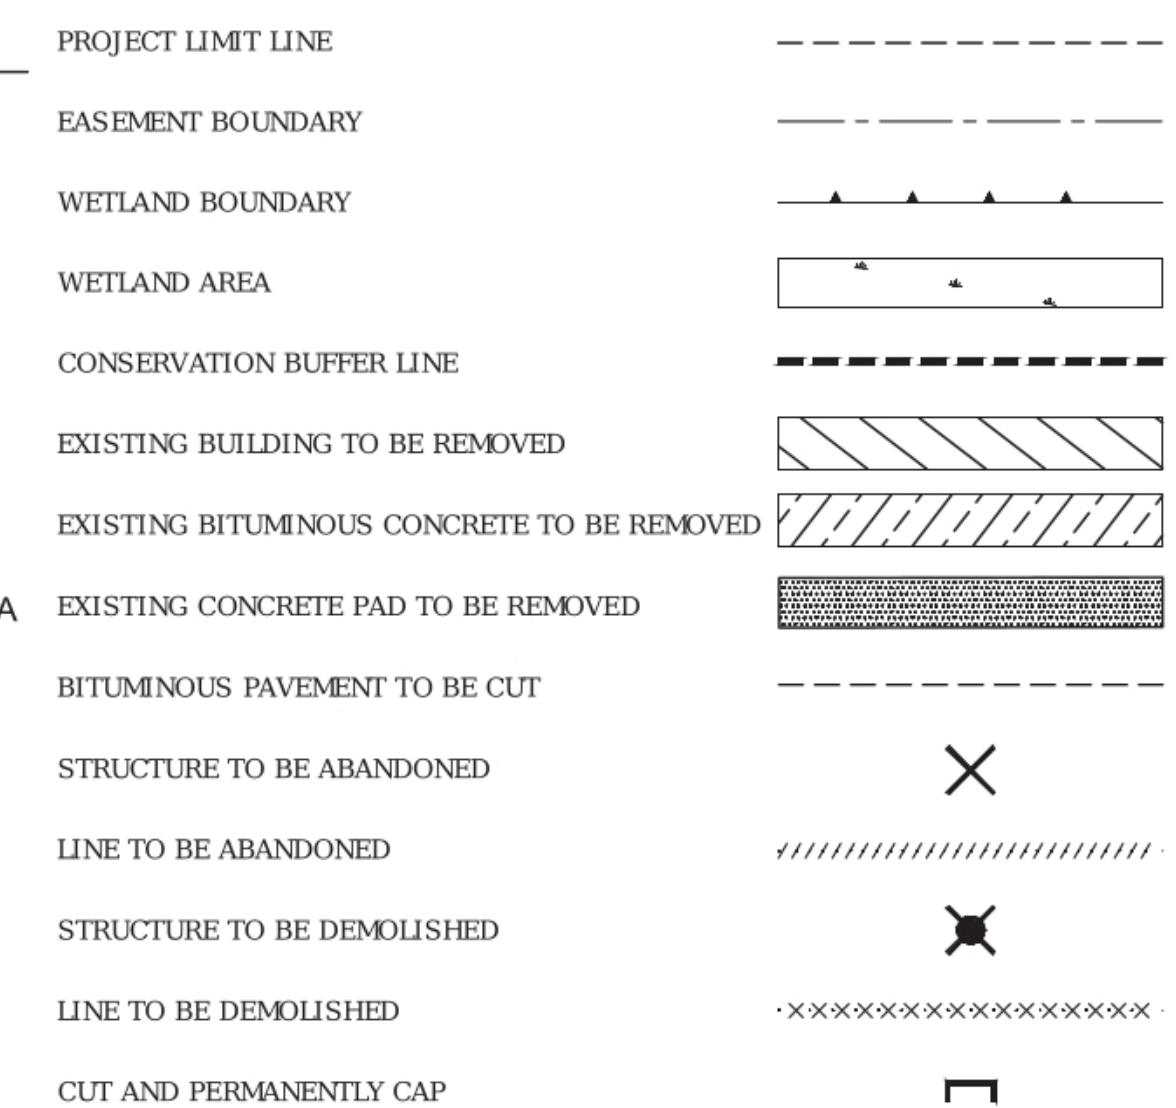 PROJECT LIMIT LINE
EASEMENT BOUNDARY
WETLAND BOUNDARY
WETLAND AREA
CONSERVATION BUFFER LINE
EXISTING BUILDING TO BE REMOVED
EXISTING BITUMINOUS CONCRETE TO BE REMOVED
A EXISTING CONCRETE PAD TO BE REMOVED
BITUMINOUS PAVEMENT TO BE CUT
STRUCTURE TO BE ABANDONED
LINE TO BE ABANDONED
STRUCTURE TO BE DEMOLISHED
LINE TO BE DEMOLISHED
CUT AND PERMANENTLY CAP